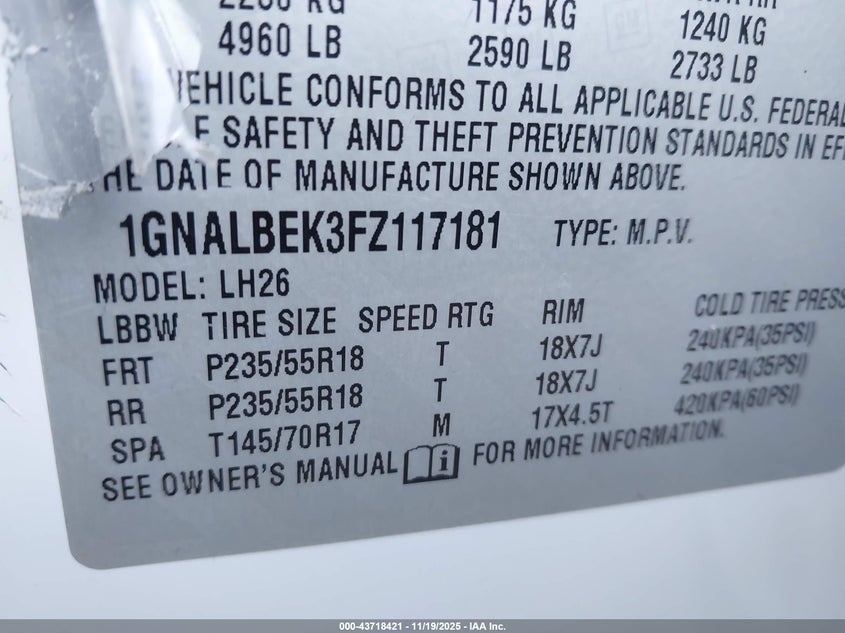 KG 1175 KG
4960 LB 2590 LB 1240 KG
2733 LB
VEHICLE CONFORMS TO ALL APPLICABLE U.S. FEDERAL
SAFETY AND THEFT PREVENTION STANDARDS IN
THE DATE OF MANUFACTURE SHOWN ABOVE.
1GNALBEK3FZ117181 TYPE: M.P.V.
MODEL: LH26
LBBW TIRE SIZE SPEED RTG RIM COLD TIRE PRESS
FRT P235/55R18 T 18X7J 240KPA(35PSI)
RR P235/55R18 T 18X7J 240KPA(35PSI)
SPA T145/70R17 M 17X4.5T 420KPA(60PSI)
SEE OWNER'S MANUAL FOR MORE INFORMATION.
000-43718421 - 11/19/2025 - IAA Inc.